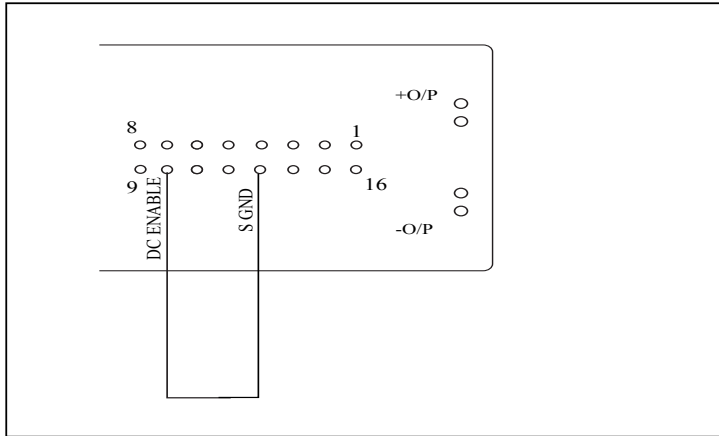 +O/P
8
1
9
16
DC ENABLE
S GND
-O/P